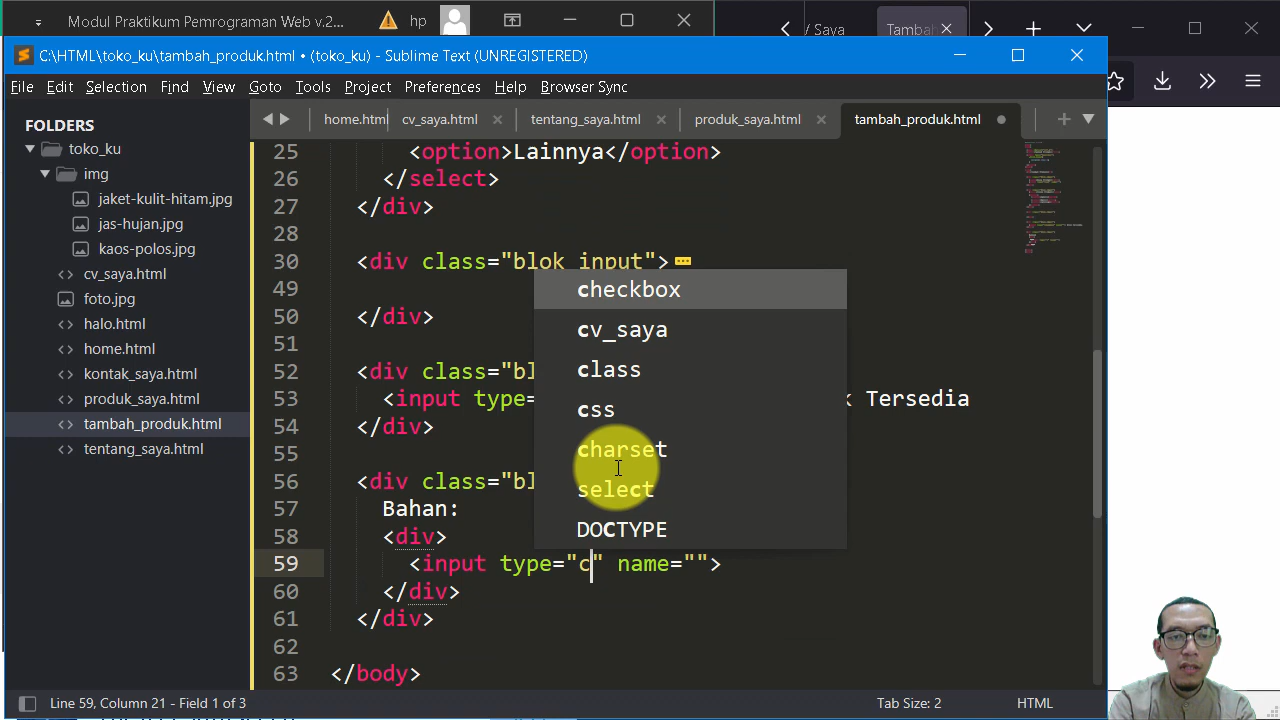 Modul Praktikum Pemrograman Web v.2...
hp
/ Saya
Tambah
C:\HTML\toko_ku\tambah_produk.html • (toko_ku) - Sublime Text (UNREGISTERED)
File Edit Selection Find View Goto Tools Project Preferences Help Browser Sync
FOLDERS
toko_ku
img
jaket-kulit-hitam.jpg
jas-hujan.jpg
kaos-polos.jpg
cv_saya.html
foto.jpg
halo.html
home.html
kontak_saya.html
produk_saya.html
tambah_produk.html
tentang_saya.html
home.html cv_saya.html tentang_saya.html produk_saya.html tambah_produk.html
25 <option>Lainnya</option>
26 </select>
27 </div>
28
30 <div class="blok_input">
49
50 </div>
51
52 <div class="bl
53 <input type= k Tersedia
54 </div>
55
56 <div class="bl
57 Bahan:
58 <div>
59 <input type="c" name="">
60 </div>
61 </div>
62
63 </body>
checkbox
cv_saya
class
css
charset
select
DOCTYPE
Line 59, Column 21 - Field 1 of 3
Tab Size: 2
HTML